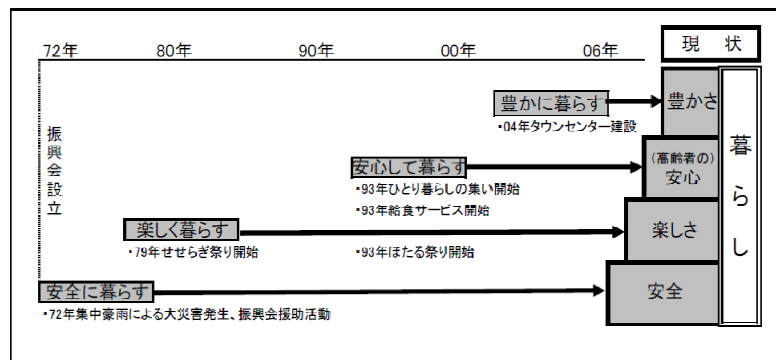 72年 80年 90年 00年 06年
現 状
豊かに暮らす
豊かさ
・04年タウンセンター建設
振興会設立
安心して暮らす
(高齢者の)
安心
・93年ひとり暮らしの集い開始
・93年給食サービス開始
楽しく暮らす
楽しさ
・79年せせらぎ祭り開始
・93年ほたる祭り開始
安全に暮らす
安全
・72年集中豪雨による大災害発生、振興会援助活動
暮らし